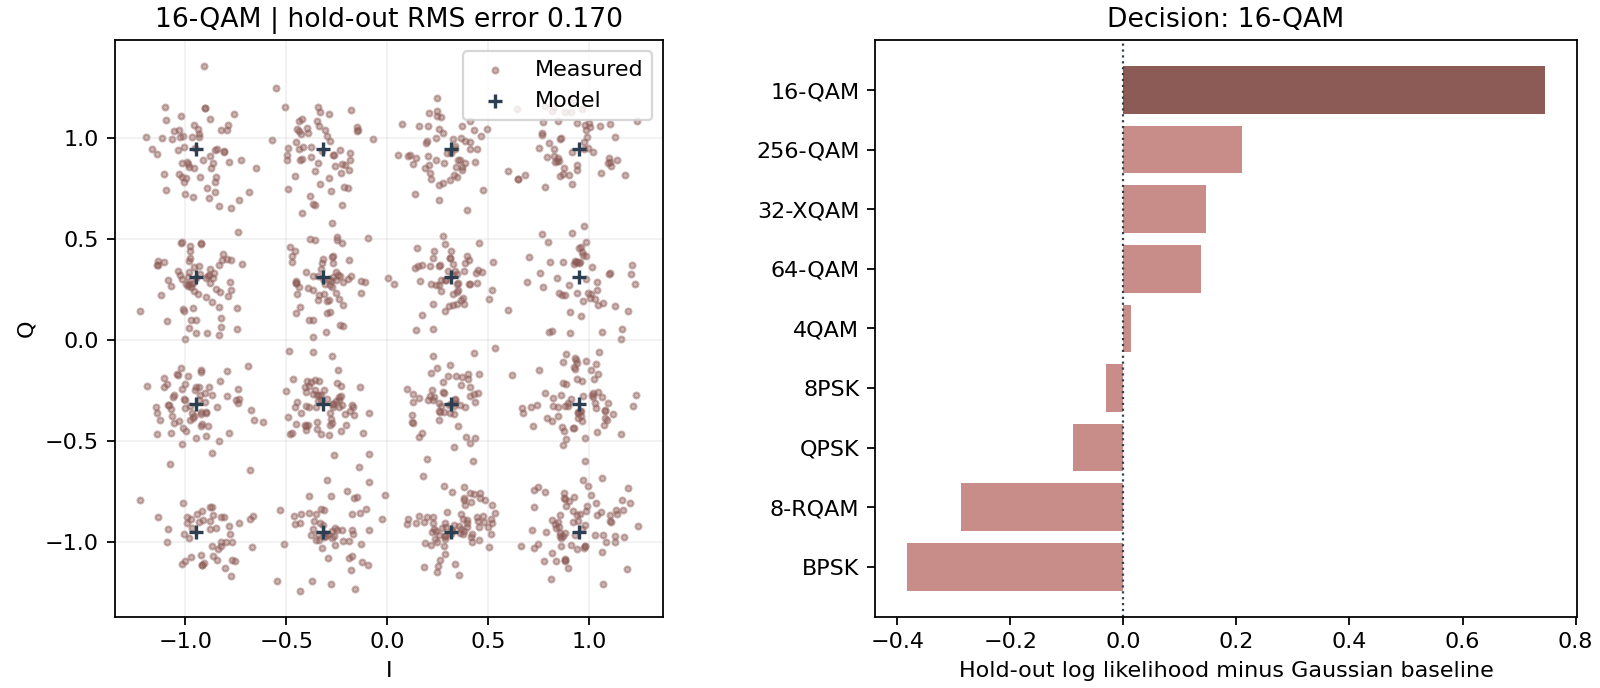 16-QAM | hold-out RMS error 0.170
Measured
Model
1.0
0.5
0.0
−0.5
−1.0
Q
−1.0
−0.5
0.0
0.5
1.0
I
Decision: 16-QAM
16-QAM
256-QAM
32-XQAM
64-QAM
4QAM
8PSK
QPSK
8-RQAM
BPSK
−0.4
−0.2
0.0
0.2
0.4
0.6
0.8
Hold-out log likelihood minus Gaussian baseline